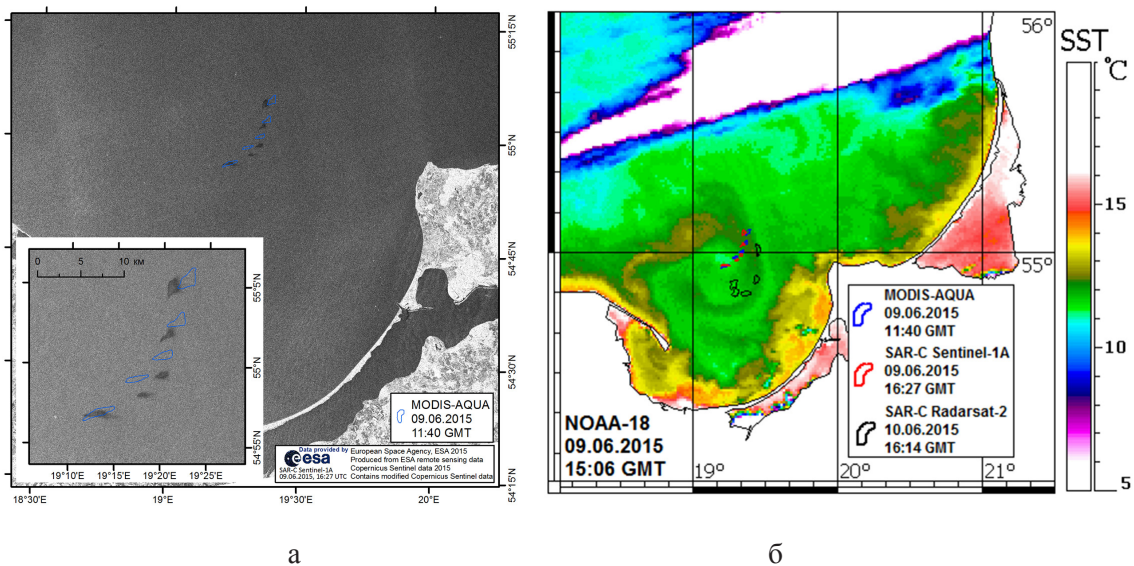 55°15'N
55°N
54°45'N
54°30'N
54°15'N
18°30'E
19°E
19°30'E
20°E
0 5 10 км
55°5'N
55°N
54°55'N
19°10'E
19°15'E
19°20'E
19°25'E
MODIS-AQUA
09.06.2015
11:40 GMT
Data provided by
esa
SAR-C Sentinel-1A
09.06.2015, 16:27 UTC
European Space Agency, ESA 2015
Produced from ESA remote sensing data
Copernicus Sentinel data 2015
Contains modified Copernicus Sentinel data
а
56°
55°
19°
20°
21°
NOAA-18
09.06.2015
15:06 GMT
MODIS-AQUA
09.06.2015
11:40 GMT
SAR-C Sentinel-1A
09.06.2015
16:27 GMT
SAR-C Radarsat-2
10.06.2015
16:14 GMT
SST
°C
15
10
5
б